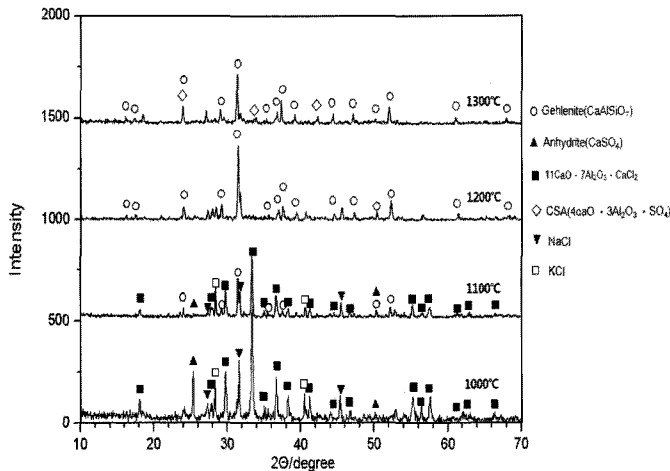 2000
1500
1000
500
0
Intensity
1300℃
1200℃
1100℃
1000℃
10 20 30 40 50 60 70
2Θ/degree
Gehlenite(CaAlSiO₇)
Anhydrite(CaSO₄)
11CaO · 7Al₂O₃ · CaCl₂
CSA(4caO · 3Al₂O₃ · SO₄)
NaCl
KCl